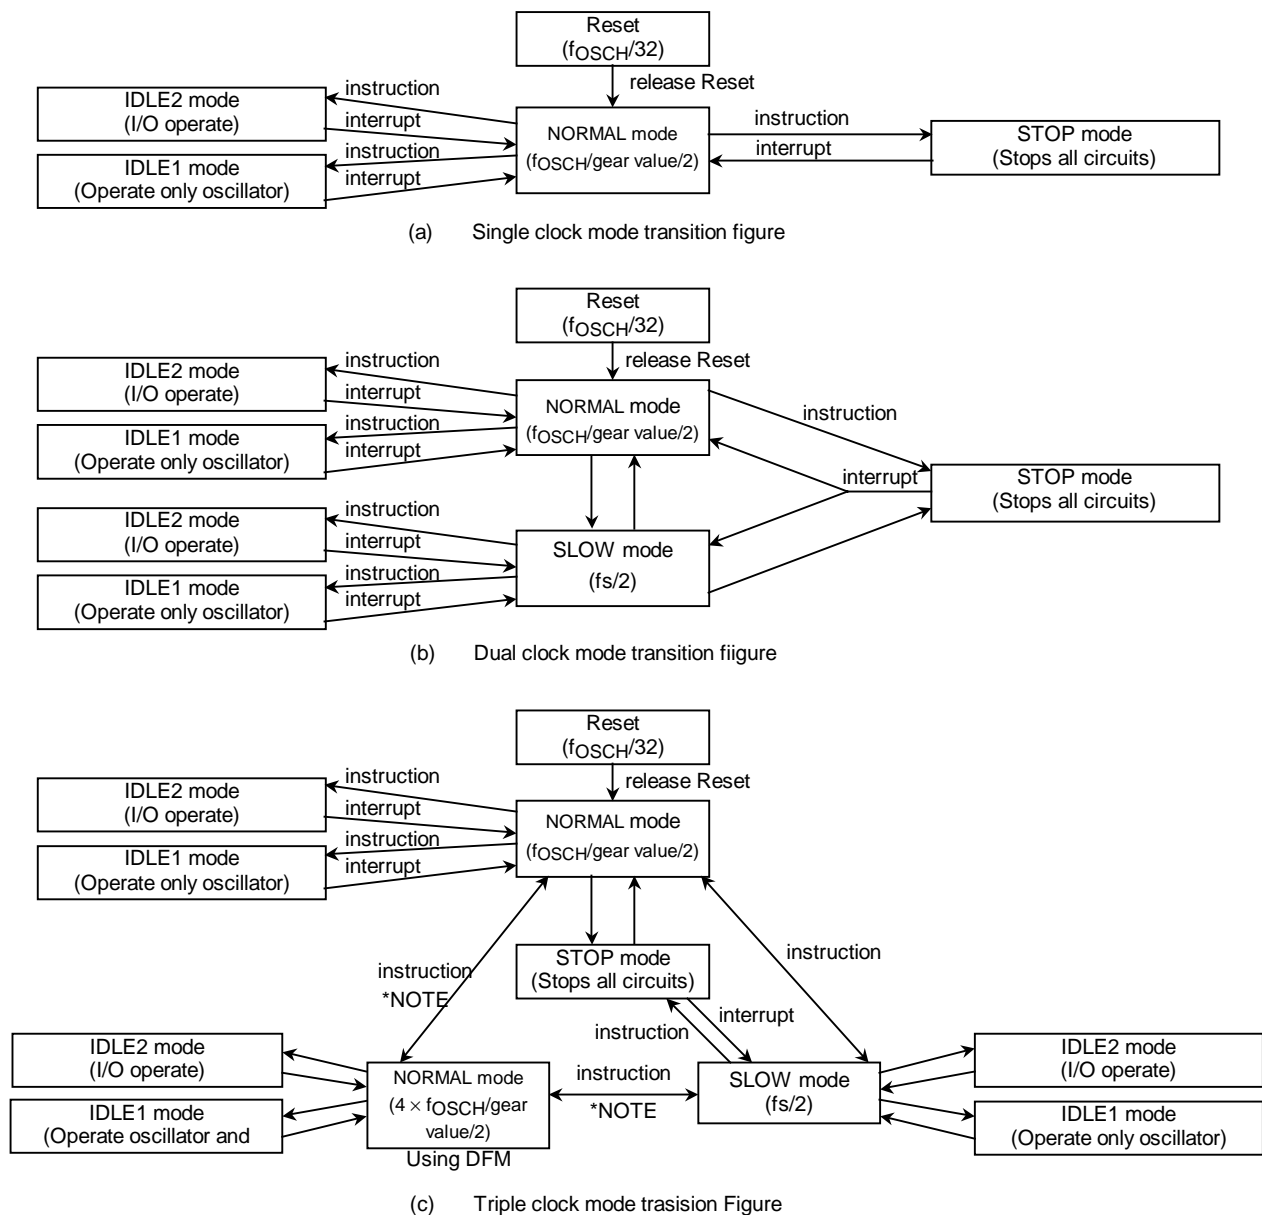 Reset
(fOSCH/32)
release Reset
instruction
IDLE2 mode
(I/O operate)
interrupt
instruction
IDLE1 mode
(Operate only oscillator)
interrupt
NORMAL mode
(fOSCH/gear value/2)
instruction
interrupt
STOP mode
(Stops all circuits)
(a) Single clock mode transition figure
Reset
(fOSCH/32)
release Reset
instruction
IDLE2 mode
(I/O operate)
interrupt
instruction
IDLE1 mode
(Operate only oscillator)
interrupt
NORMAL mode
(fOSCH/gear value/2)
instruction
interrupt
STOP mode
(Stops all circuits)
IDLE2 mode
(I/O operate)
instruction
interrupt
instruction
IDLE1 mode
(Operate only oscillator)
interrupt
SLOW mode
(fs/2)
(b) Dual clock mode transition fiigure
Reset
(fOSCH/32)
release Reset
instruction
IDLE2 mode
(I/O operate)
interrupt
instruction
IDLE1 mode
(Operate only oscillator)
interrupt
NORMAL mode
(fOSCH/gear value/2)
STOP mode
(Stops all circuits)
instruction
instruction
*NOTE
interrupt
instruction
IDLE2 mode
(I/O operate)
IDLE1 mode
(Operate oscillator and
NORMAL mode
(4 × fOSCH/gear
value/2)
Using DFM
instruction
*NOTE
SLOW mode
(fs/2)
IDLE2 mode
(I/O operate)
IDLE1 mode
(Operate only oscillator)
(c) Triple clock mode trasision Figure